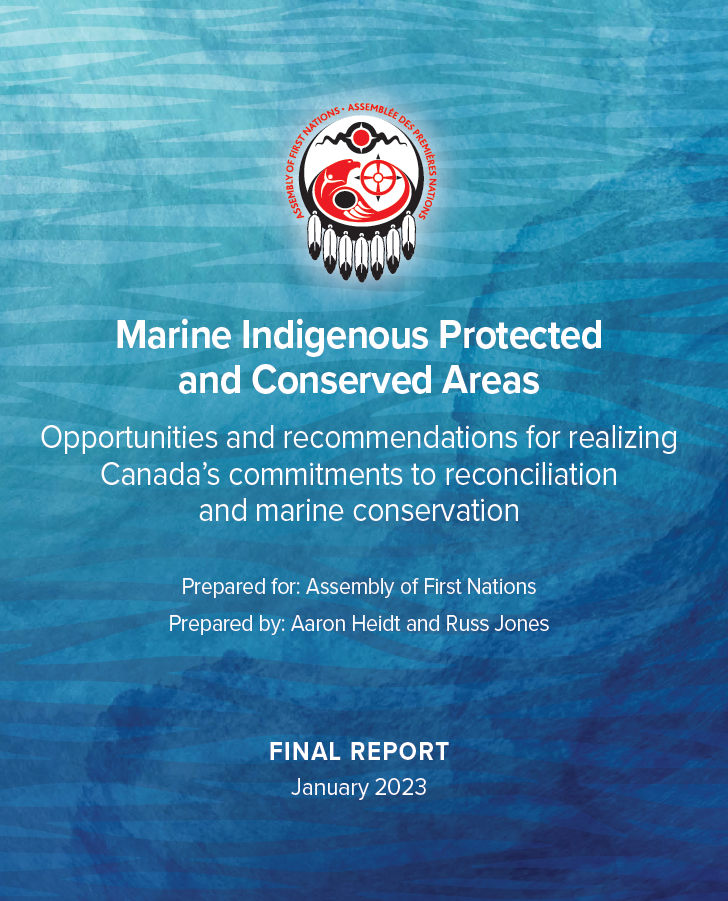 ASSEMBLY OF FIRST NATIONS · ASSEMBLÉE DES PREMIÈRES NATIONS
Marine Indigenous Protected
and Conserved Areas
Opportunities and recommendations for realizing
Canada’s commitments to reconciliation
and marine conservation
Prepared for: Assembly of First Nations
Prepared by: Aaron Heidt and Russ Jones
FINAL REPORT
January 2023